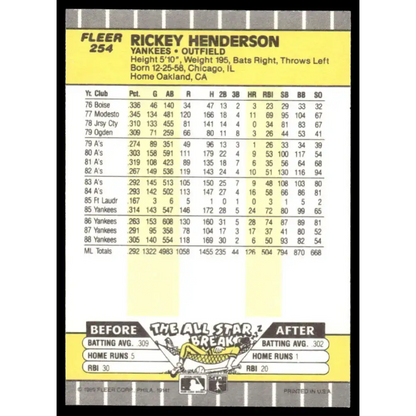 FLEER
254
RICKEY HENDERSON
YANKEES • OUTFIELD
Height 5'10", Weight 195, Bats Right, Throws Left
Born 12-25-58, Chicago, IL
Home Oakland, CA
Yr. Club Pct. G AB R H 2B 3B HR RBI SB BB SO
76 Boise .336 46 140 34 47 13 2 3 23 29 33 32
77 Modesto .345 134 481 120 166 18 4 11 69 95 104 67
78 Jrsy City .310 133 455 81 141 14 4 0 34 81 83 67
79 Ogden .309 71 259 66 80 11 8 3 26 44 53 41
79 A's .274 89 351 49 96 13 3 1 26 33 34 39
80 A's .303 158 591 111 179 22 4 9 53 100 117 54
81 A's .319 108 423 89 135 18 7 6 35 56 64 68
82 A's .267 149 536 119 143 24 4 10 51 130 116 94
83 A's .292 145 513 105 150 25 7 9 48 108 103 80
84 A's .293 142 502 113 147 27 4 16 58 66 86 81
85 Ft Laudr .167 3 6 5 1 0 1 0 3 1 5 2
85 Yankees .314 143 547 146 172 28 5 24 72 80 99 65
86 Yankees .263 153 608 130 160 31 5 28 74 87 89 81
87 Yankees .291 95 358 78 104 17 3 17 37 41 80 52
88 Yankees .305 140 554 118 169 30 2 6 50 93 82 54
ML Totals .292 1322 4983 1058 1455 235 44 126 504 794 870 668
BEFORE THE ALL STAR BREAK AFTER
BATTING AVG. .309 BATTING AVG. .302
HOME RUNS 5 HOME RUNS 1
RBI 30 RBI 20
© 1989 FLEER CORP., PHILA. 19141 PRINTED IN U.S.A.